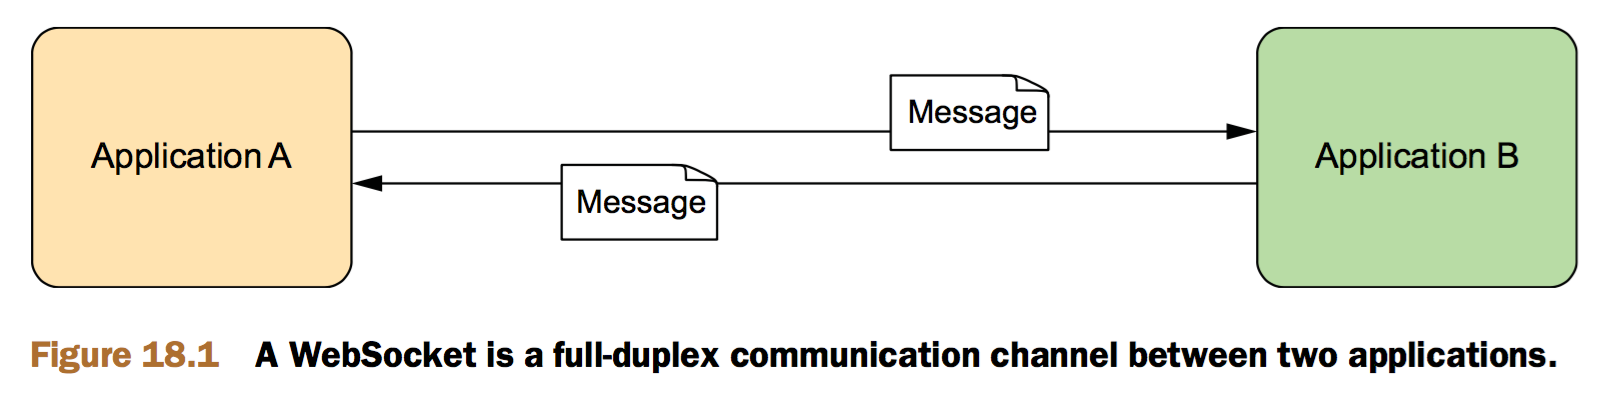 Application A
Message
Message
Application B
Figure 18.1 A WebSocket is a full-duplex communication channel between two applications.